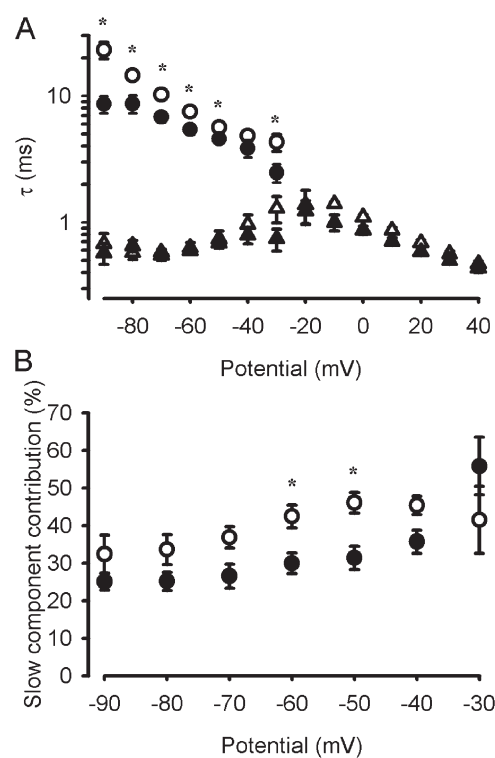 A
* * * * * *
10
1
τ (ms)
-80 -60 -40 -20 0 20 40
Potential (mV)
B
70
60
50
40
30
20
10
0
Slow component contribution (%)
* *
-90 -80 -70 -60 -50 -40 -30
Potential (mV)